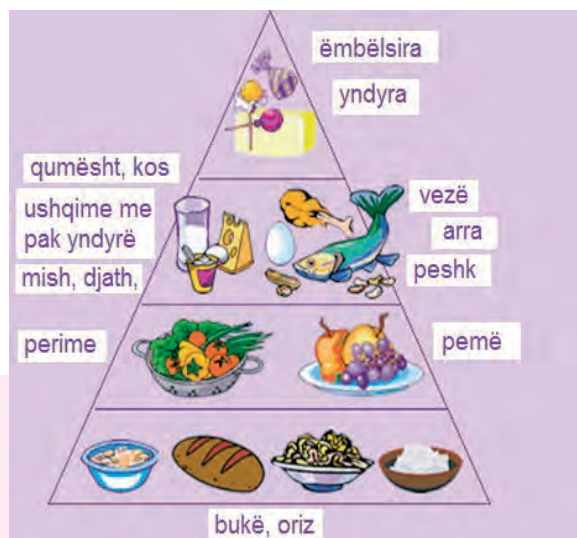 ëmbëlsira
yndyra
qumësht, kos
ushqime me
pak yndyrë
mish, djath,
vezë
arra
peshk
perime
pemë
bukë, oriz